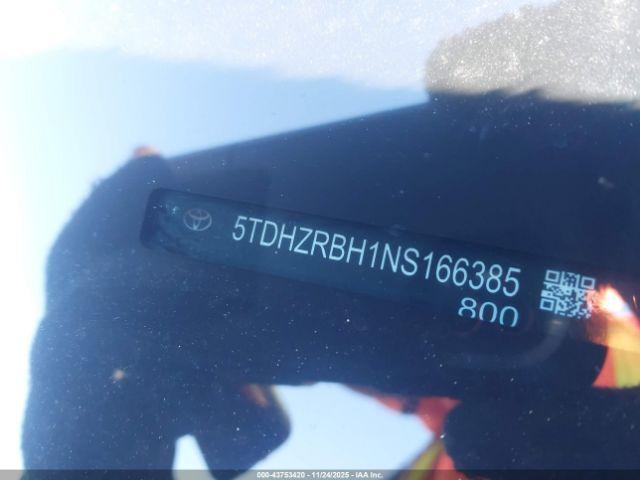 5TDHZRBH1NS166385
800
000-43753420 - 11/24/2025 - IAA Inc.